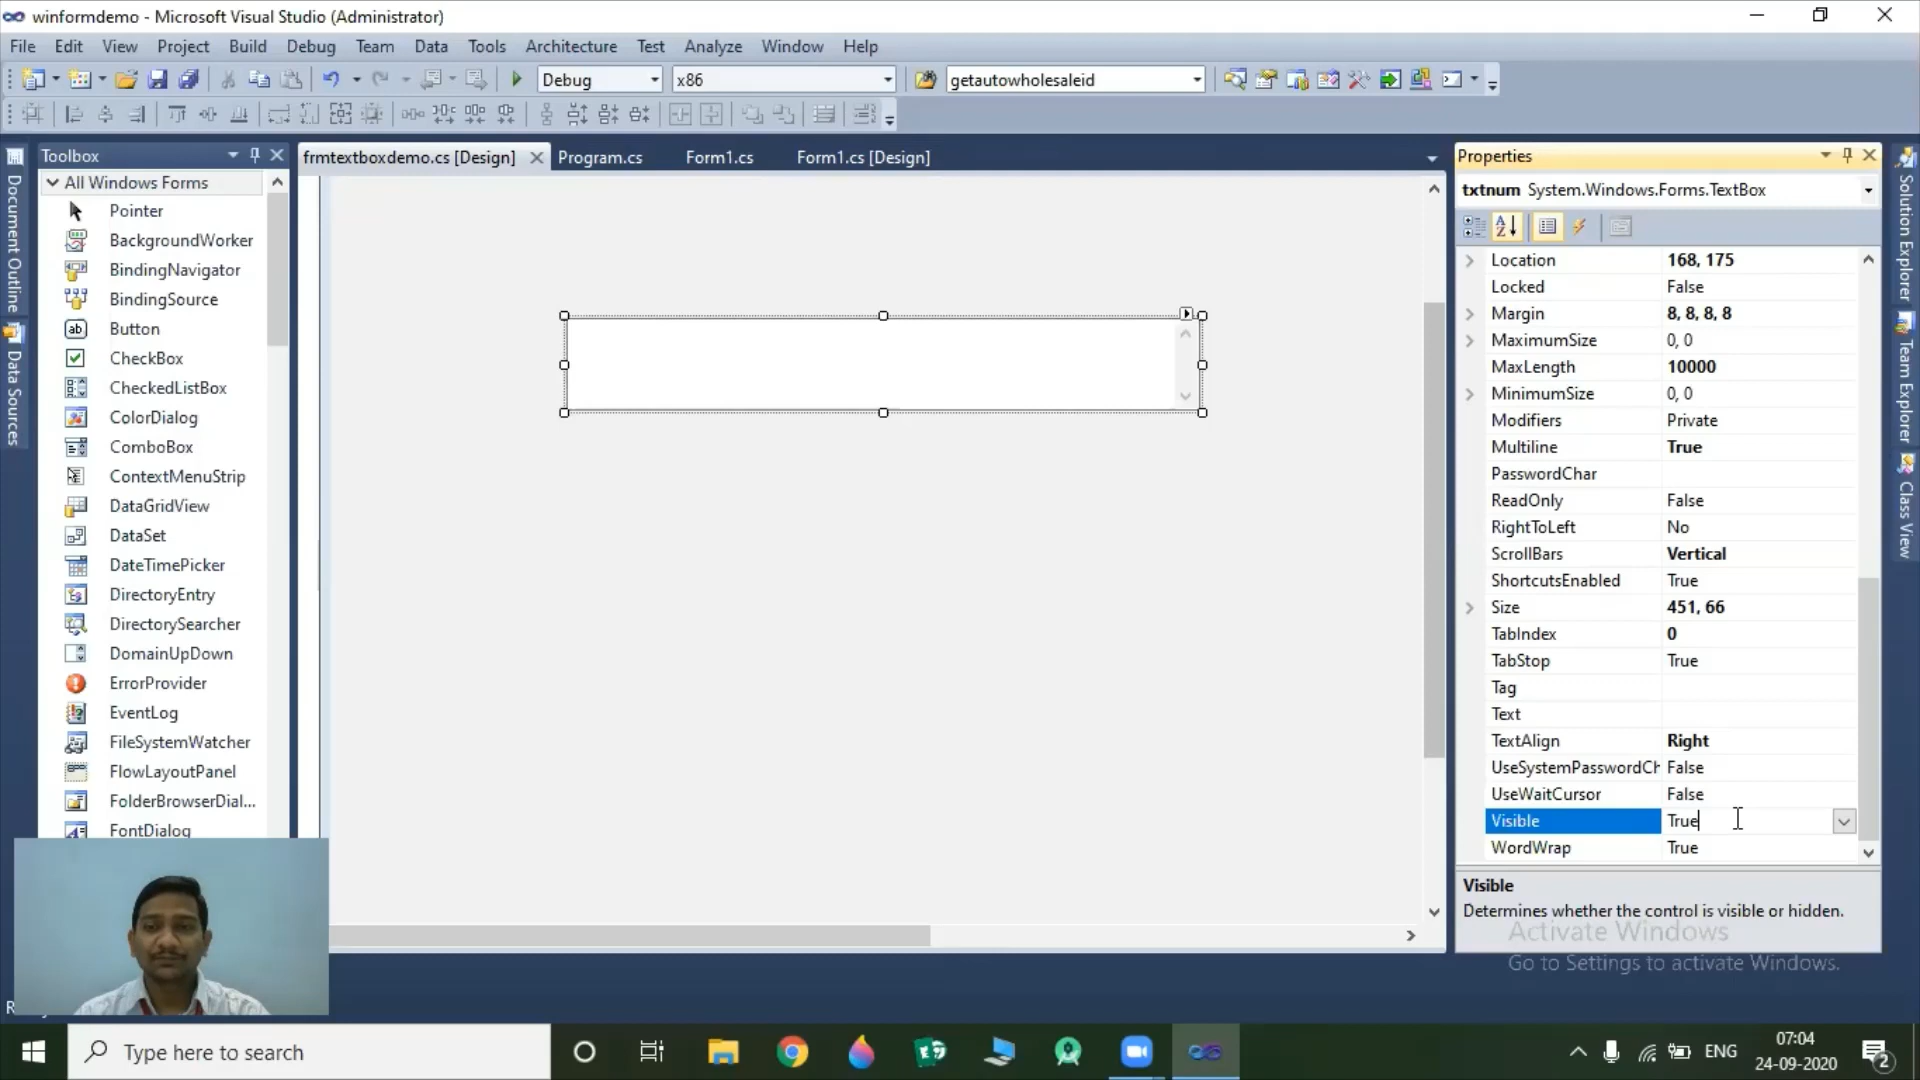 winformdemo - Microsoft Visual Studio (Administrator)
File Edit View Project Build Debug Team Data Tools Architecture Test Analyze Window Help
Debug x86 getautowholesaleid
Toolbox
frmtextboxdemo.cs [Design] Program.cs Form1.cs Form1.cs [Design]
Properties
Document Outline
Data Sources
All Windows Forms
Pointer
BackgroundWorker
BindingNavigator
BindingSource
Button
CheckBox
CheckedListBox
ColorDialog
ComboBox
ContextMenuStrip
DataGridView
DataSet
DateTimePicker
DirectoryEntry
DirectorySearcher
DomainUpDown
ErrorProvider
EventLog
FileSystemWatcher
FlowLayoutPanel
FolderBrowserDial...
FontDialog
txtnum System.Windows.Forms.TextBox
Location 168, 175
Locked False
Margin 8, 8, 8, 8
MaximumSize 0, 0
MaxLength 10000
MinimumSize 0, 0
Modifiers Private
Multiline True
PasswordChar
ReadOnly False
RightToLeft No
ScrollBars Vertical
ShortcutsEnabled True
Size 451, 66
TabIndex 0
TabStop True
Tag
Text
TextAlign Right
UseSystemPasswordCh False
UseWaitCursor False
Visible True
WordWrap True
Visible
Determines whether the control is visible or hidden.
Activate Windows
Go to Settings to activate Windows.
Solution Explorer
Team Explorer
Class View
Type here to search
ENG
07:04
24-09-2020
2